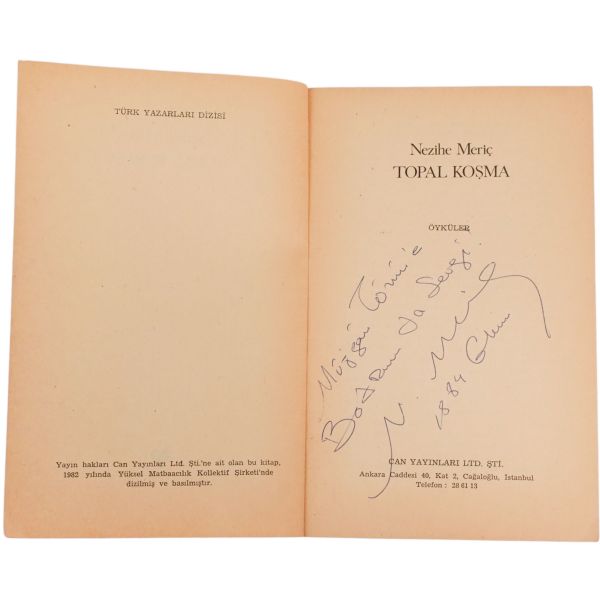 TÜRK YAZARLARI DİZİSİ
Yayın hakları Can Yayınları Ltd. Şti.'ne ait olan bu kitap,
1982 yılında Yüksel Matbaacılık Kollektif Şirketi'nde
dizilmiş ve basılmıştır.
Nezihe Meriç
TOPAL KOŞMA
ÖYKÜLER
Müjgan
Bodrum'da Sevgi
N. Meriç
CAN YAYINLARI LTD. ŞTİ.
Ankara Caddesi 40, Kat 2, Cağaloğlu, İstanbul
Telefon : 28 61 13